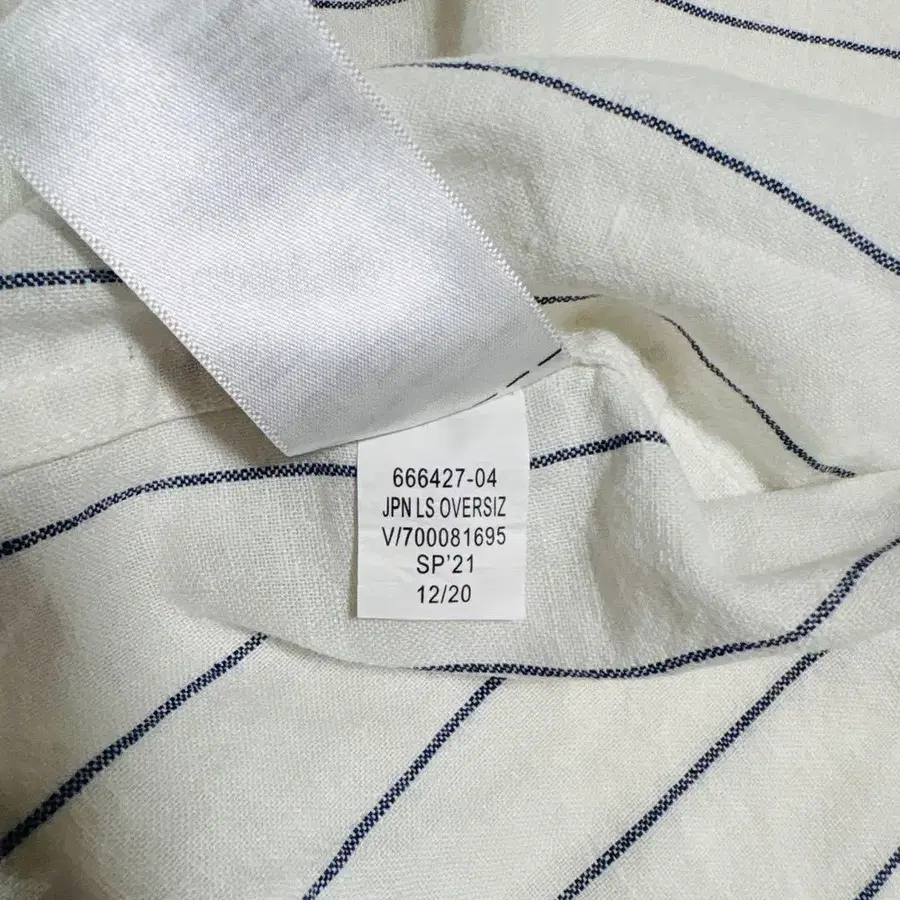 666427-04
JPN LS OVERSIZ
V/700081695
SP'21
12/20